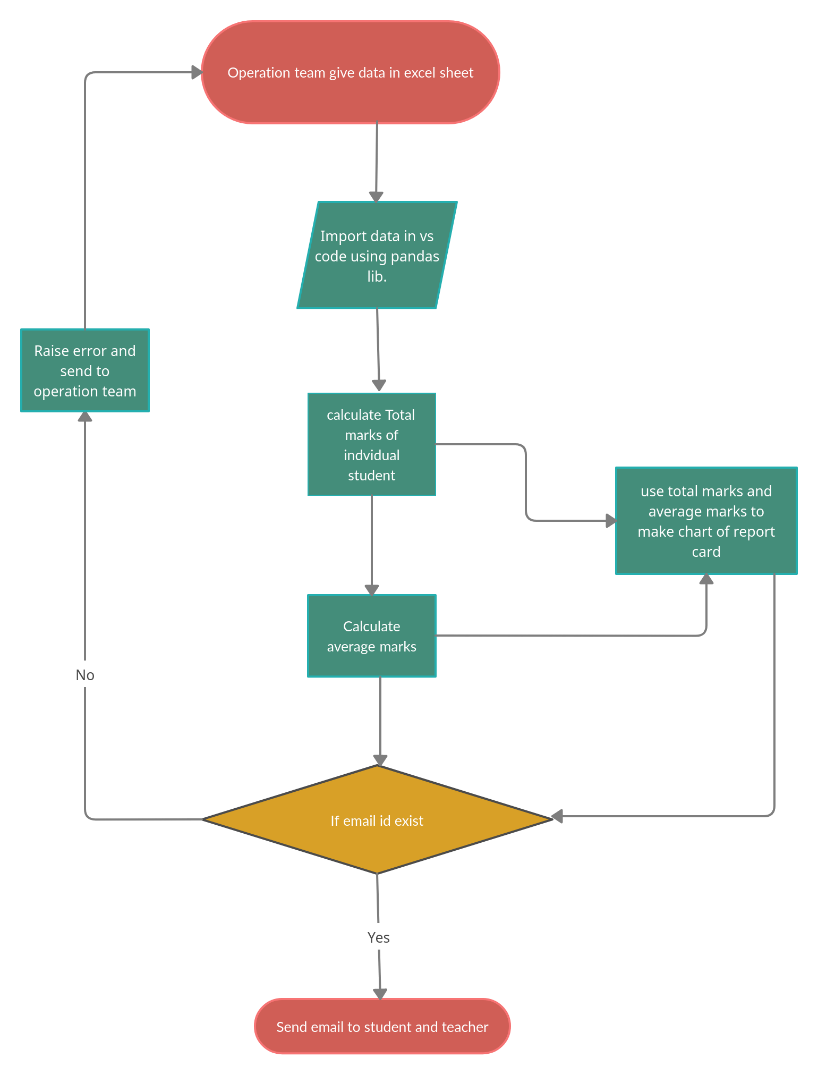 Operation team give data in excel sheet
Import data in vs
code using pandas
lib.
Raise error and
send to
operation team
calculate Total
marks of
indvidual
student
use total marks and
average marks to
make chart of report
card
Calculate
average marks
No
If email id exist
Yes
Send email to student and teacher